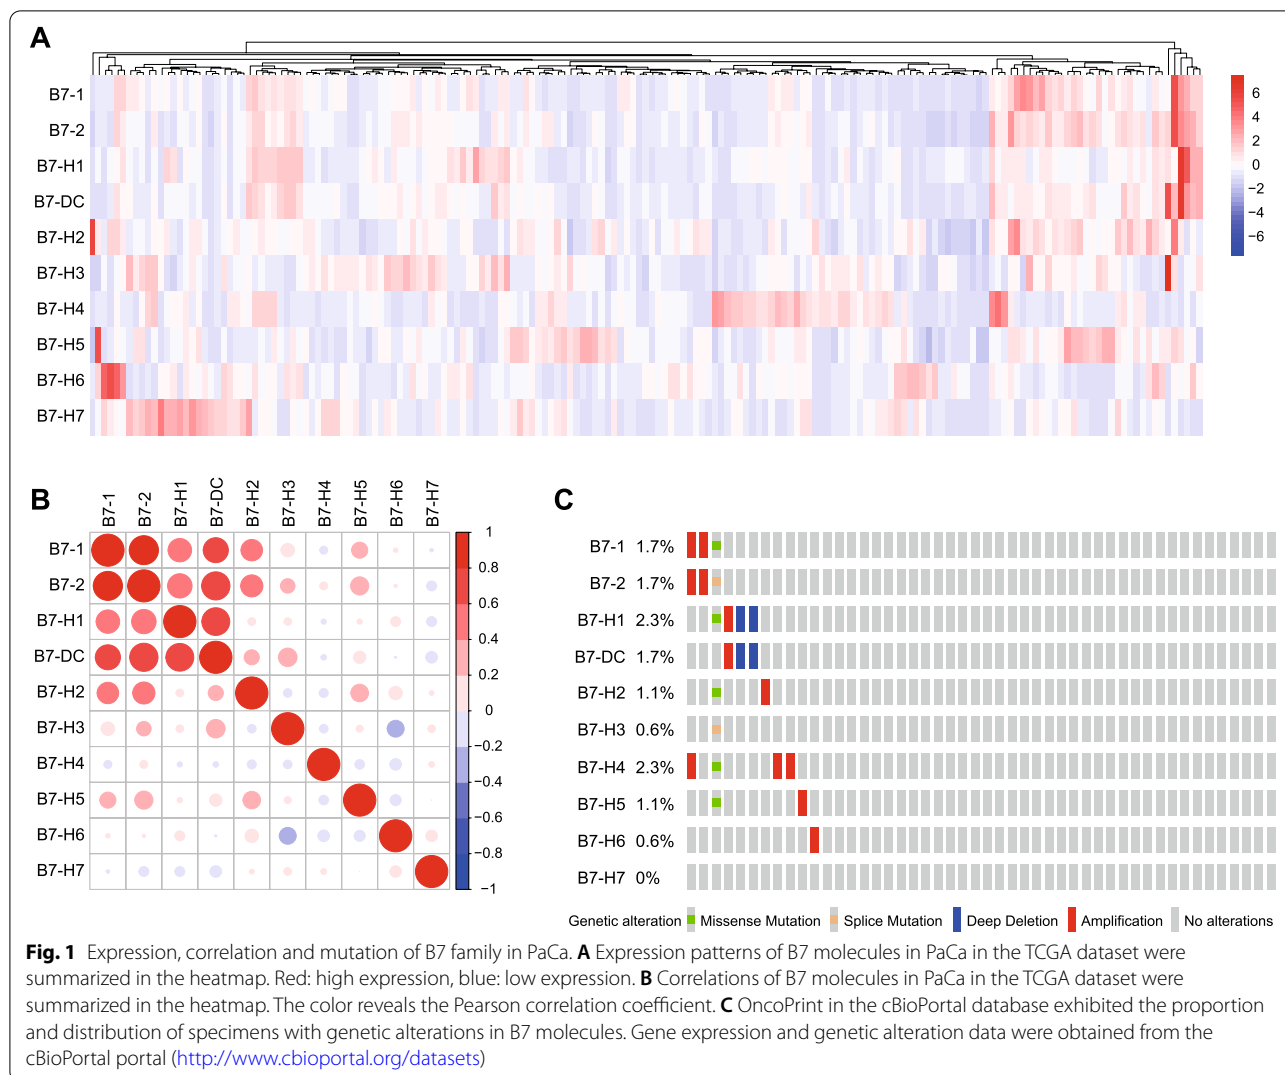 A
B7-1
B7-2
B7-H1
B7-DC
B7-H2
B7-H3
B7-H4
B7-H5
B7-H6
B7-H7
6
4
2
0
−2
−4
−6
B
B7-1
B7-2
B7-H1
B7-DC
B7-H2
B7-H3
B7-H4
B7-H5
B7-H6
B7-H7
B7-1
B7-2
B7-H1
B7-DC
B7-H2
B7-H3
B7-H4
B7-H5
B7-H6
B7-H7
1
0.8
0.6
0.4
0.2
0
−0.2
−0.4
−0.6
−0.8
−1
C
B7-1 1.7%
B7-2 1.7%
B7-H1 2.3%
B7-DC 1.7%
B7-H2 1.1%
B7-H3 0.6%
B7-H4 2.3%
B7-H5 1.1%
B7-H6 0.6%
B7-H7 0%
Genetic alteration Missense Mutation Splice Mutation Deep Deletion Amplification No alterations
Fig. 1 Expression, correlation and mutation of B7 family in PaCa. A Expression patterns of B7 molecules in PaCa in the TCGA dataset were
summarized in the heatmap. Red: high expression, blue: low expression. B Correlations of B7 molecules in PaCa in the TCGA dataset were
summarized in the heatmap. The color reveals the Pearson correlation coefficient. C OncoPrint in the cBioPortal database exhibited the proportion
and distribution of specimens with genetic alterations in B7 molecules. Gene expression and genetic alteration data were obtained from the
cBioPortal portal (http://www.cbioportal.org/datasets)